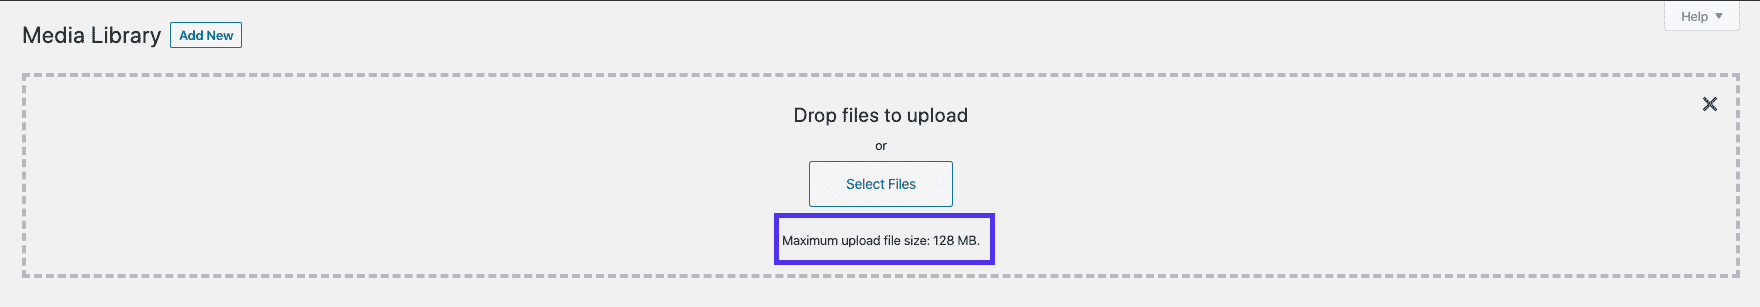 Help
Media Library
Add New
Drop files to upload
or
Select Files
Maximum upload file size: 128 MB.